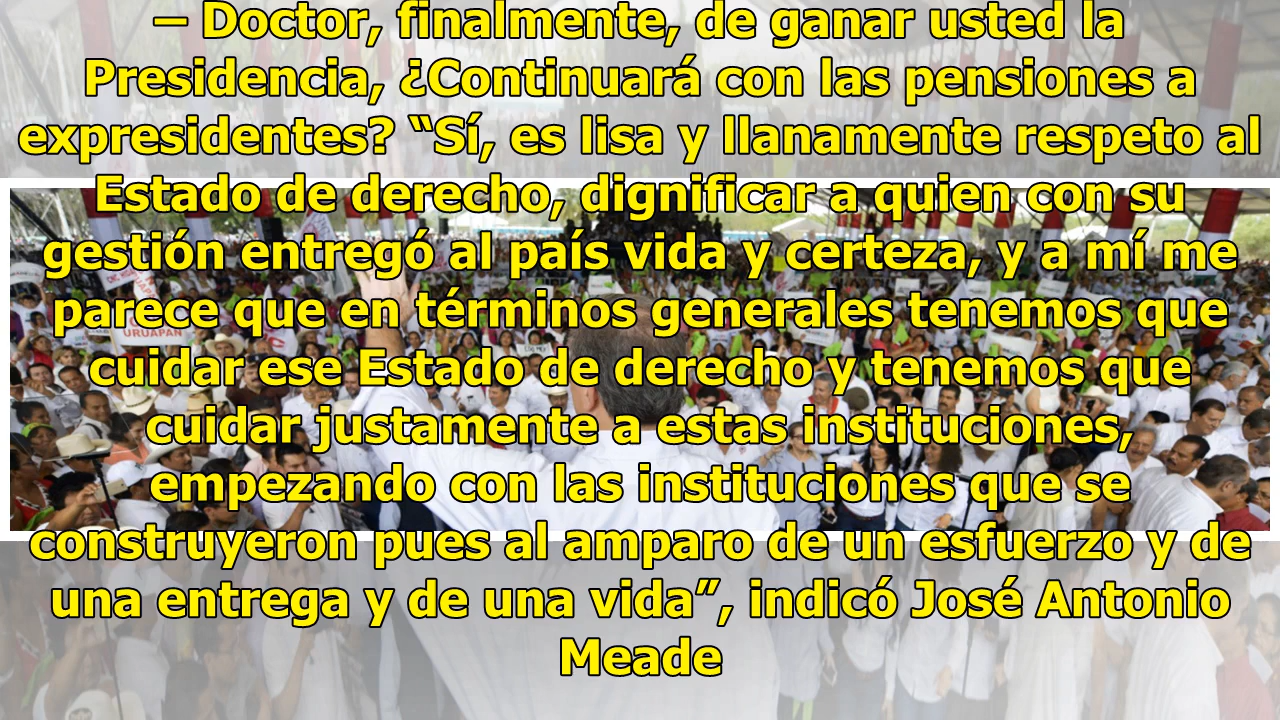 – Doctor, finalmente, de ganar usted la
Presidencia, ¿Continuará con las pensiones a
expresidentes? “Sí, es lisa y llanamente respeto al
Estado de derecho, dignificar a quien con su
gestión entregó al país vida y certeza, y a mí me
parece que en términos generales tenemos que
cuidar ese Estado de derecho y tenemos que
cuidar justamente a estas instituciones,
empezando con las instituciones que se
construyeron pues al amparo de un esfuerzo y de
una entrega y de una vida”, indicó José Antonio
Meade
URUAPAN